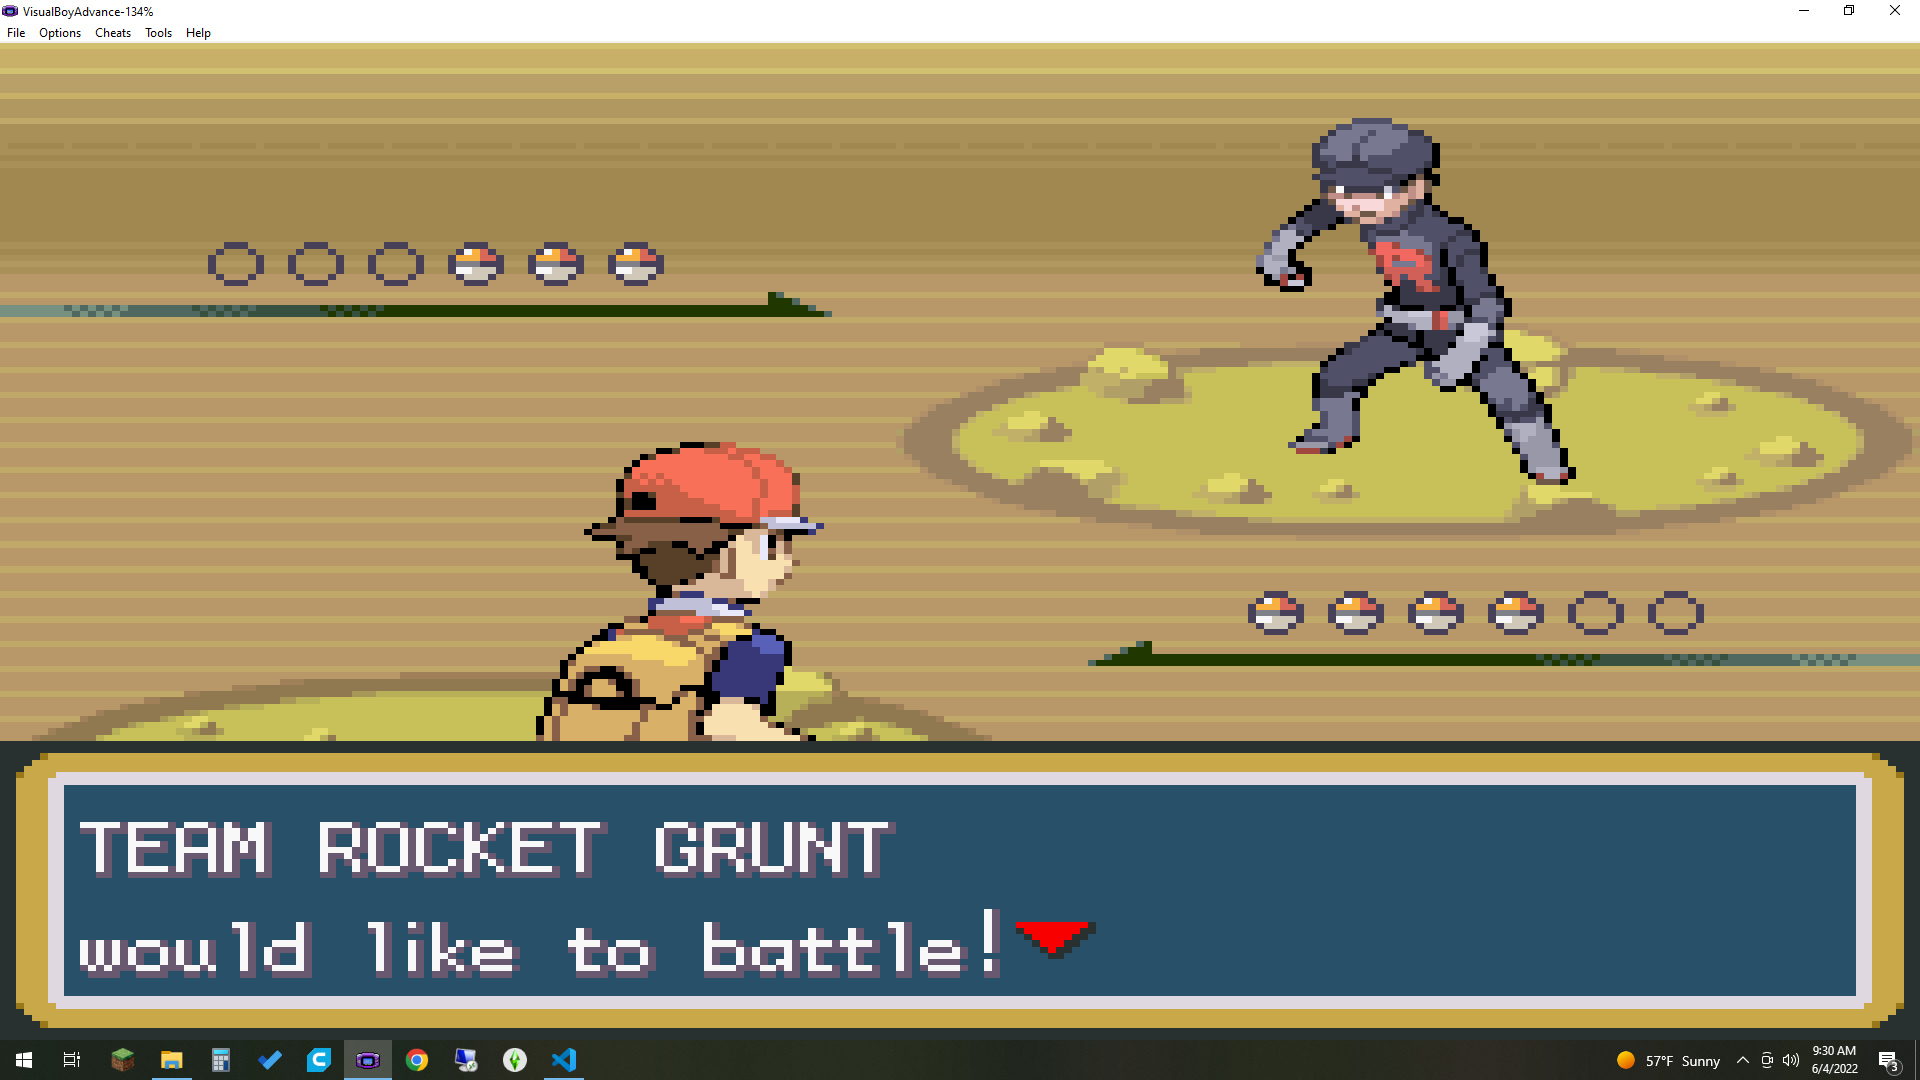 VisualBoyAdvance-134%
File Options Cheats Tools Help
TEAM ROCKET GRUNT
would like to battle!
57°F Sunny
9:30 AM
6/4/2022
3